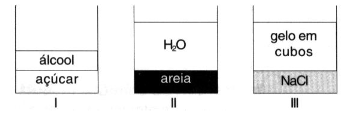 álcool
açúcar
I
H₂O
areia
II
gelo em
cubos
NaCl
III